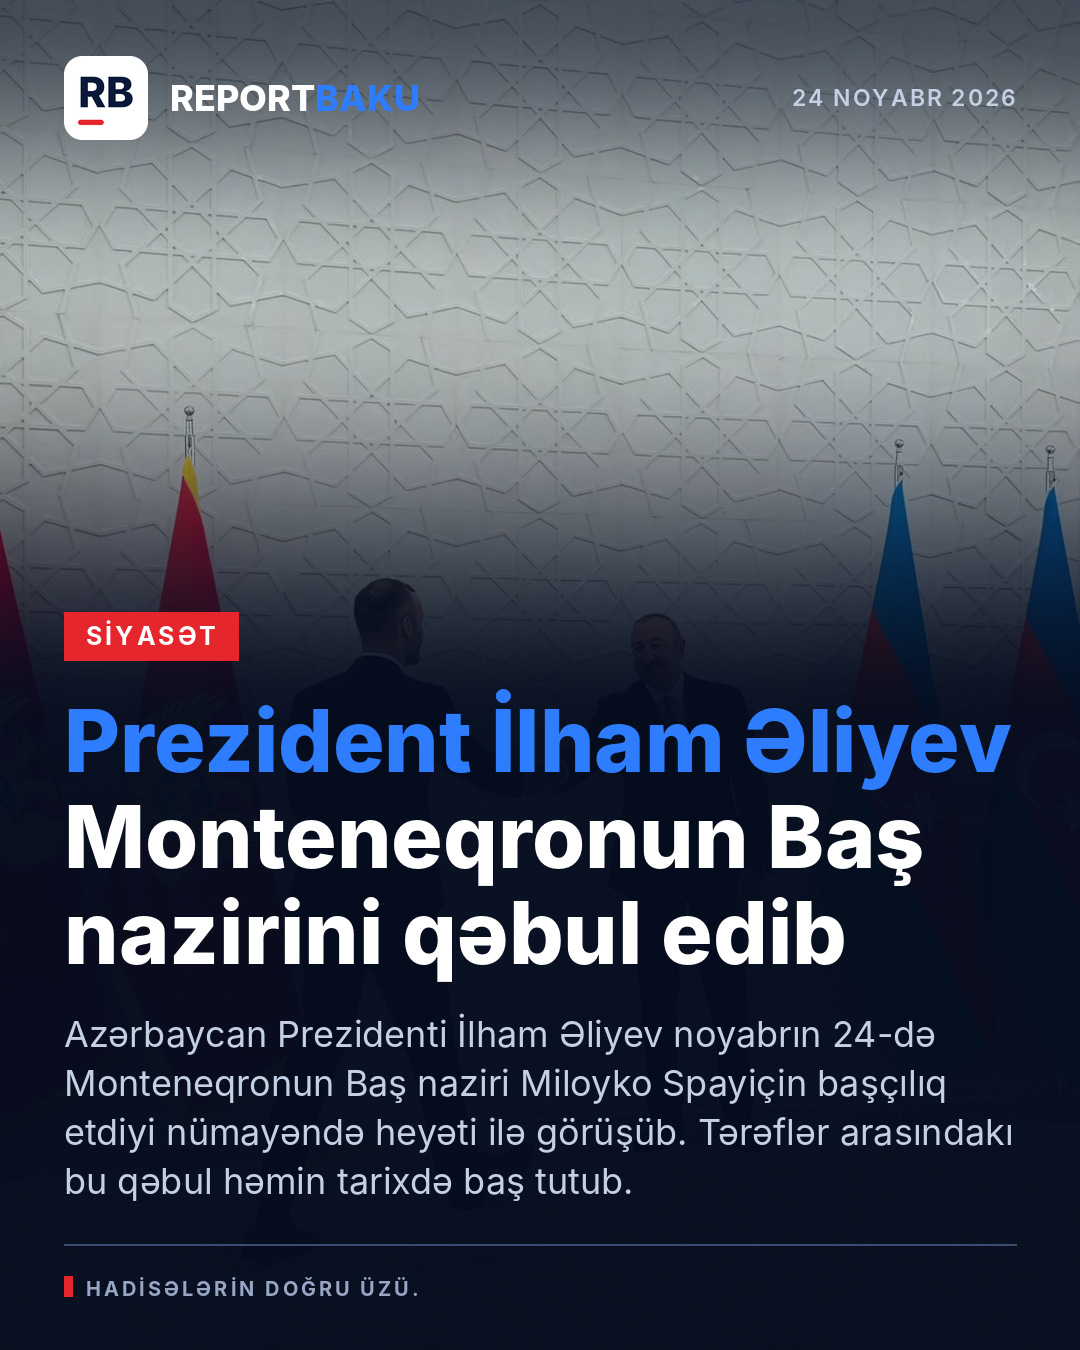 RB
REPORTBAKU
24 NOYABR 2026
SİYASƏT
Prezident İlham Əliyev
Monteneqronun Baş
nazirini qəbul edib
Azərbaycan Prezidenti İlham Əliyev noyabrın 24-də
Monteneqronun Baş naziri Miloyko Spayiçin başçılıq
etdiyi nümayəndə heyəti ilə görüşüb. Tərəflər arasındakı
bu qəbul həmin tarixdə baş tutub.
HADİSƏLƏRİN DOĞRU ÜZÜ.